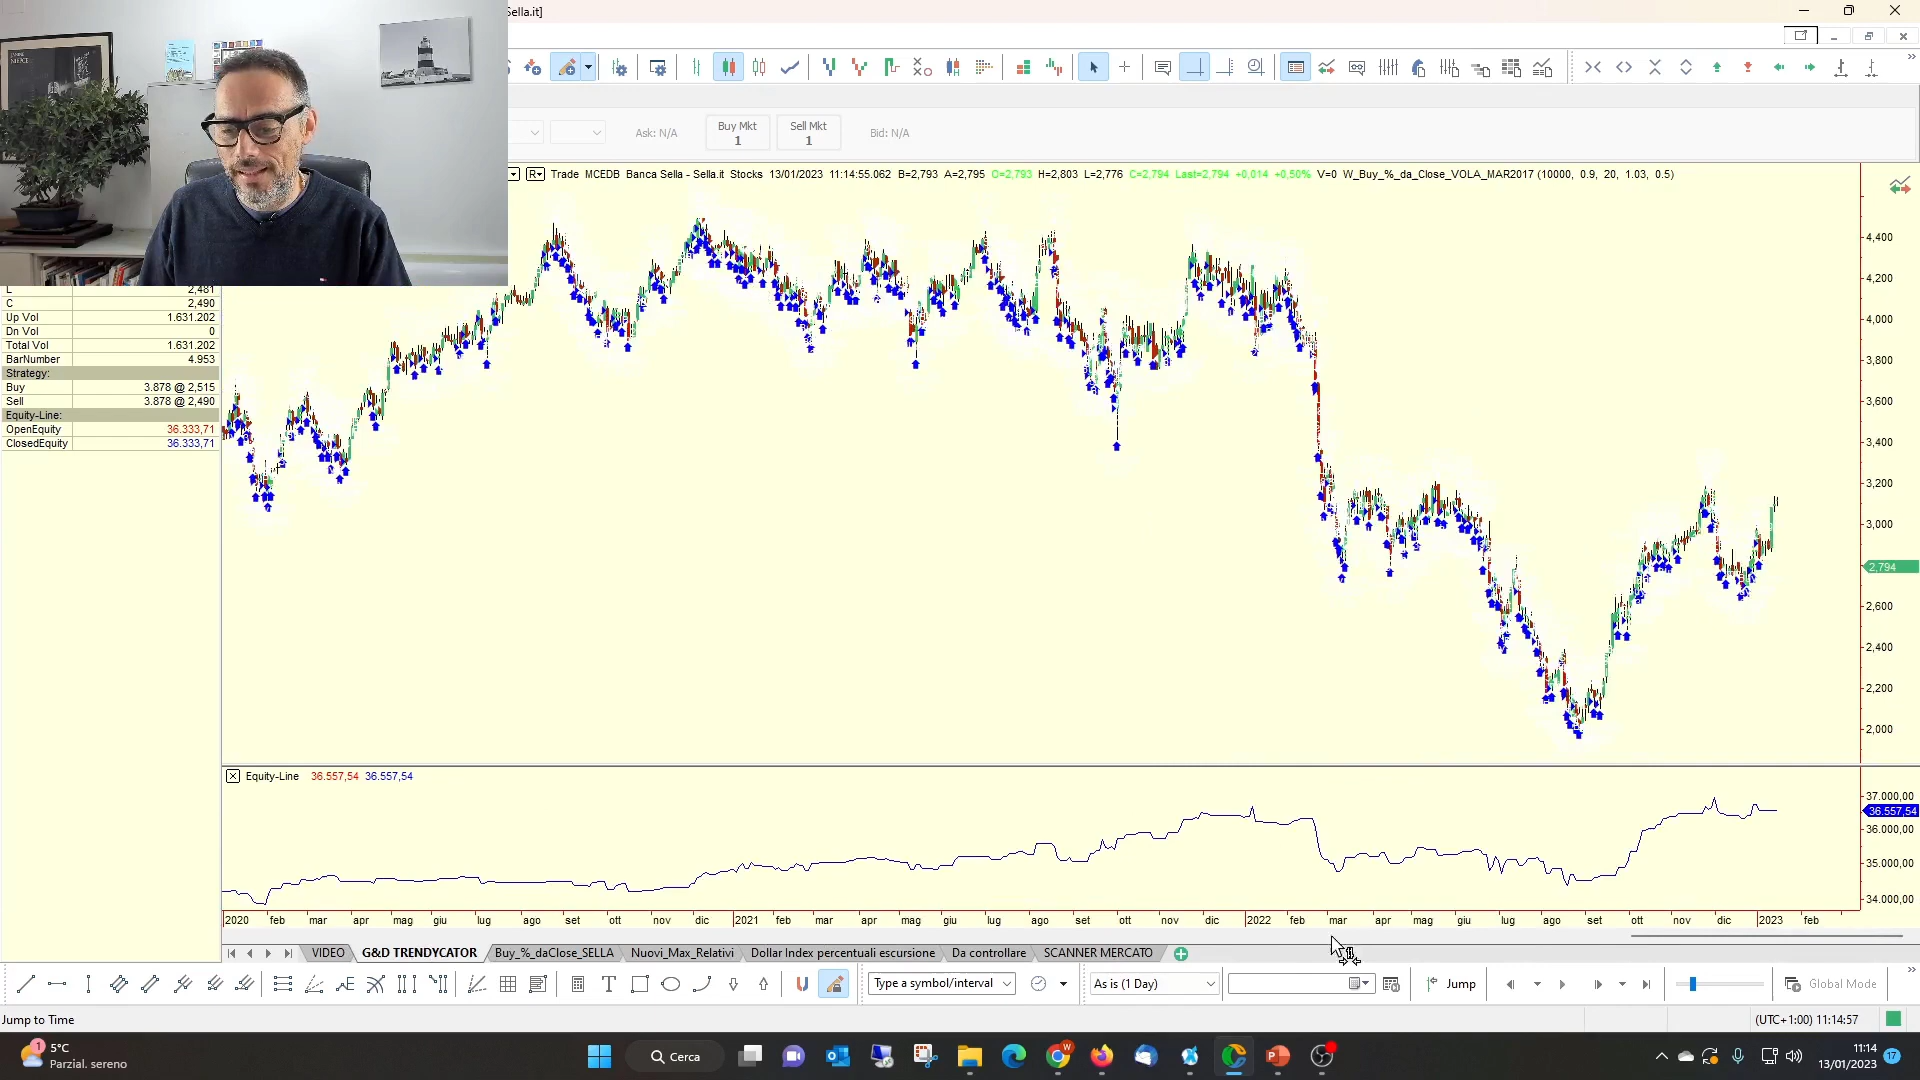 Sella.it]
Ask: N/A
Buy Mkt
1
Sell Mkt
1
Bid: N/A
R
Trade MCEDB Banca Sella - Sella.it Stocks 13/01/2023 11:14:55.062 B=2,793 A=2,795 O=2,793 H=2,803 L=2,776 C=2,794 Last=2,794 +0,014 +0,50% V=0 W_Buy_%_da_Close_VOLA_MAR2017 (10000, 0.9, 20, 1.03, 0.5)
L 2,481
C 2,490
Up Vol 1.631.202
Dn Vol 0
Total Vol 1.631.202
BarNumber 4.953
Strategy:
Buy 3.878 @ 2,515
Sell 3.878 @ 2,490
Equity-Line:
OpenEquity 36.333,71
ClosedEquity 36.333,71
4,400
4,200
4,000
3,800
3,600
3,400
3,200
3,000
2,794
2,600
2,400
2,200
2,000
Equity-Line 36.557,54 36.557,54
37.000,00
36.557,54
36.000,00
35.000,00
34.000,00
2020 feb mar apr mag giu lug ago set ott nov dic 2021 feb mar apr mag giu lug ago set ott nov dic 2022 feb mar apr mag giu lug ago set ott nov dic 2023 feb
VIDEO G&D TRENDYCATOR Buy_%_daClose_SELLA Nuovi_Max_Relativi Dollar Index percentuali escursione Da controllare SCANNER MERCATO
Type a symbol/interval
As is (1 Day)
Jump
Global Mode
Jump to Time
(UTC+1:00) 11:14:57
1
5°C
Parzial. sereno
Cerca
W
11:14
13/01/2023
17